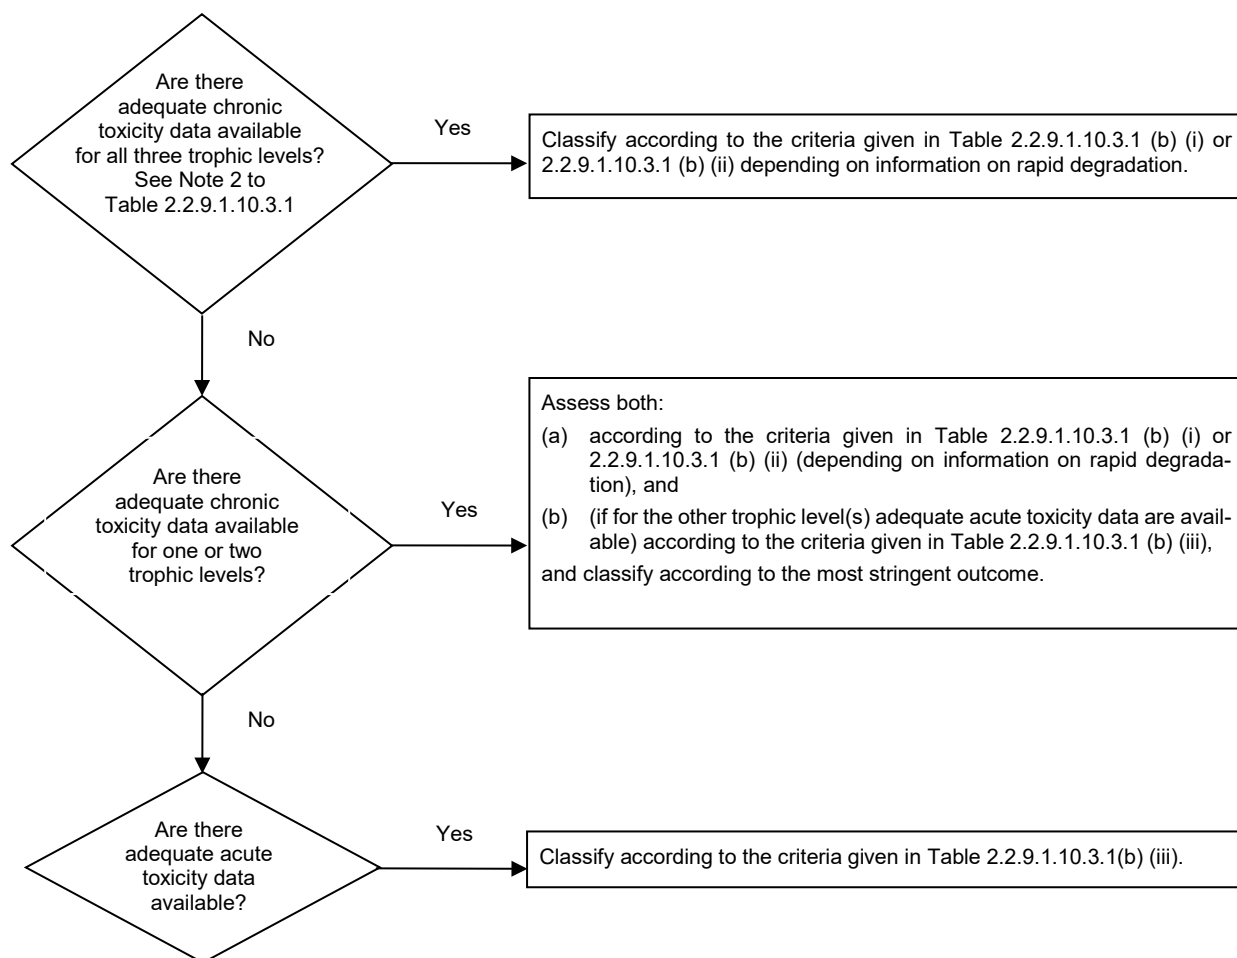 Are there
adequate chronic
toxicity data available
for all three trophic levels?
See Note 2 to
Table 2.2.9.1.10.3.1
Yes
Classify according to the criteria given in Table 2.2.9.1.10.3.1 (b) (i) or
2.2.9.1.10.3.1 (b) (ii) depending on information on rapid degradation.
No
Are there
adequate chronic
toxicity data available
for one or two
trophic levels?
Yes
Assess both:
(a) according to the criteria given in Table 2.2.9.1.10.3.1 (b) (i) or
2.2.9.1.10.3.1 (b) (ii) (depending on information on rapid degrada-
tion), and
(b) (if for the other trophic level(s) adequate acute toxicity data are avail-
able) according to the criteria given in Table 2.2.9.1.10.3.1 (b) (iii),
and classify according to the most stringent outcome.
No
Are there
adequate acute
toxicity data
available?
Yes
Classify according to the criteria given in Table 2.2.9.1.10.3.1(b) (iii).